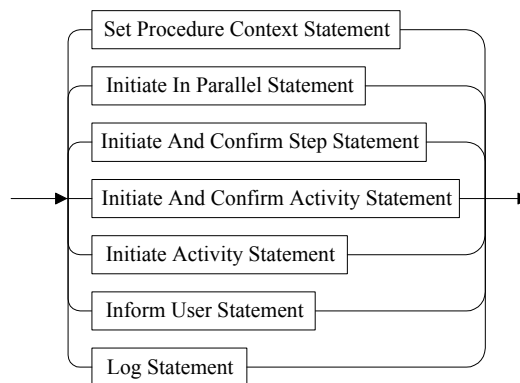 Set Procedure Context Statement
Initiate In Parallel Statement
Initiate And Confirm Step Statement
Initiate And Confirm Activity Statement
Initiate Activity Statement
Inform User Statement
Log Statement